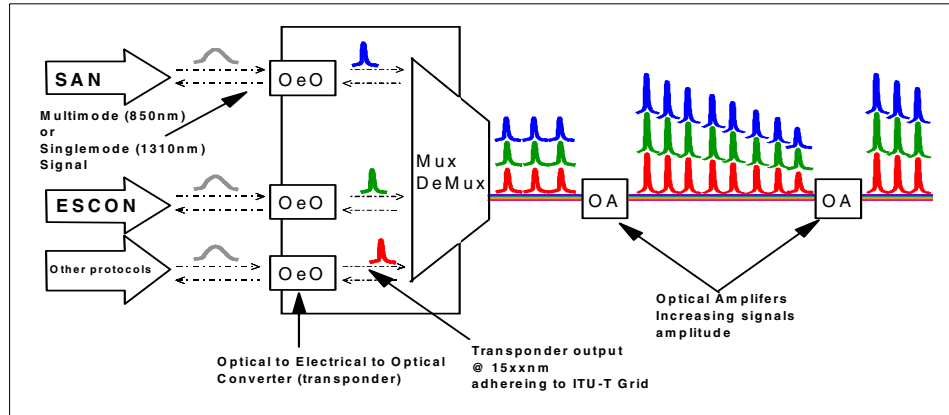 SAN
OeO
Multimode (850nm)
or
Singlemode (1310nm)
Signal
Mux
DeMux
ESCON
OeO
OA
OA
Other protocols
OeO
Optical Amplifers
Increasing signals
amplitude
Optical to Electrical to Optical
Converter (transponder)
Transponder output
@ 15xxnm
adhereing to ITU-T Grid